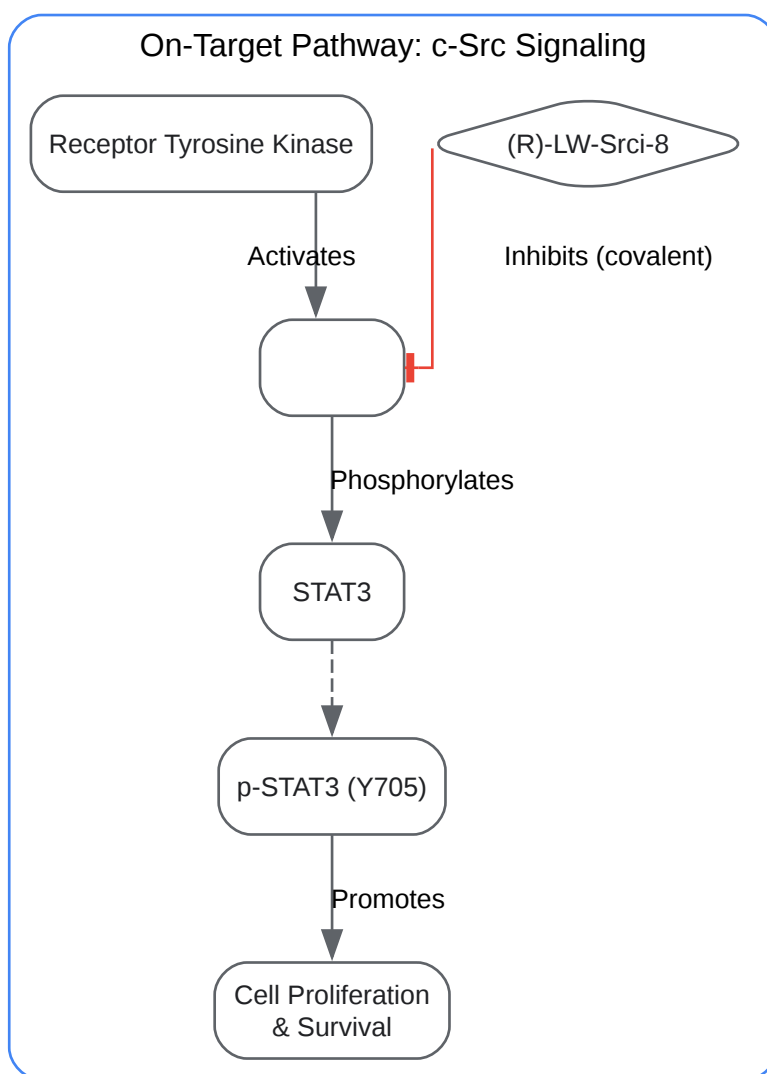 On-Target Pathway: c-Src Signaling
Receptor Tyrosine Kinase
(R)-LW-Srci-8
Activates
Inhibits (covalent)
Phosphorylates
STAT3
p-STAT3 (Y705)
Promotes
Cell Proliferation
& Survival